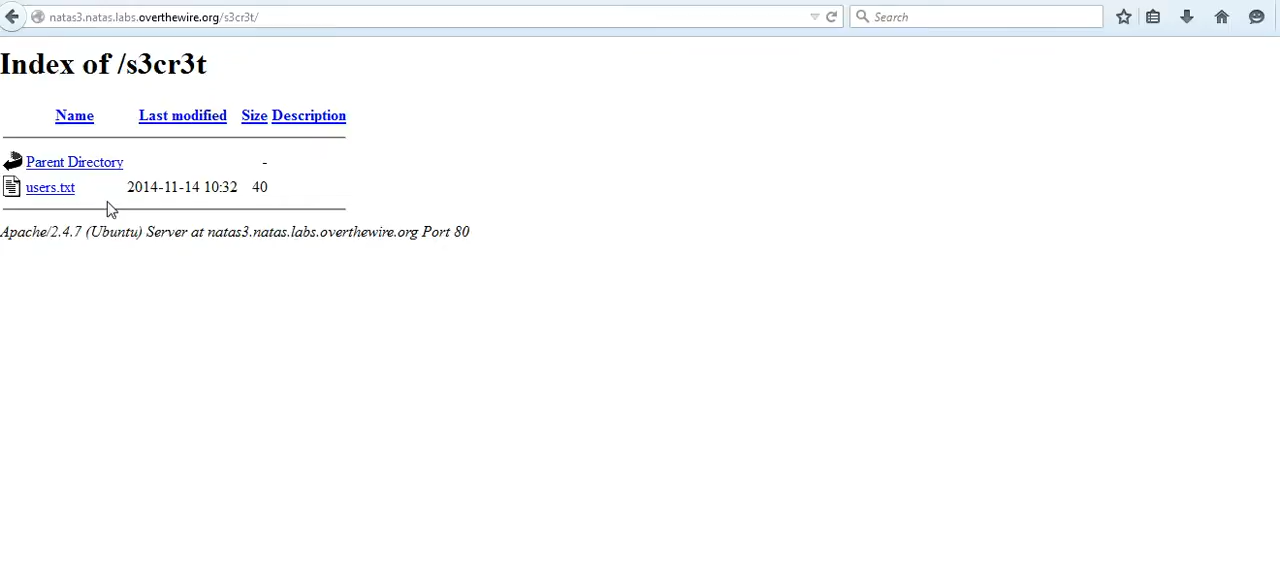 natas3.natas.labs.overthewire.org/s3cr3t/
Search
Index of /s3cr3t
Name Last modified Size Description
Parent Directory -
users.txt 2014-11-14 10:32 40
Apache/2.4.7 (Ubuntu) Server at natas3.natas.labs.overthewire.org Port 80